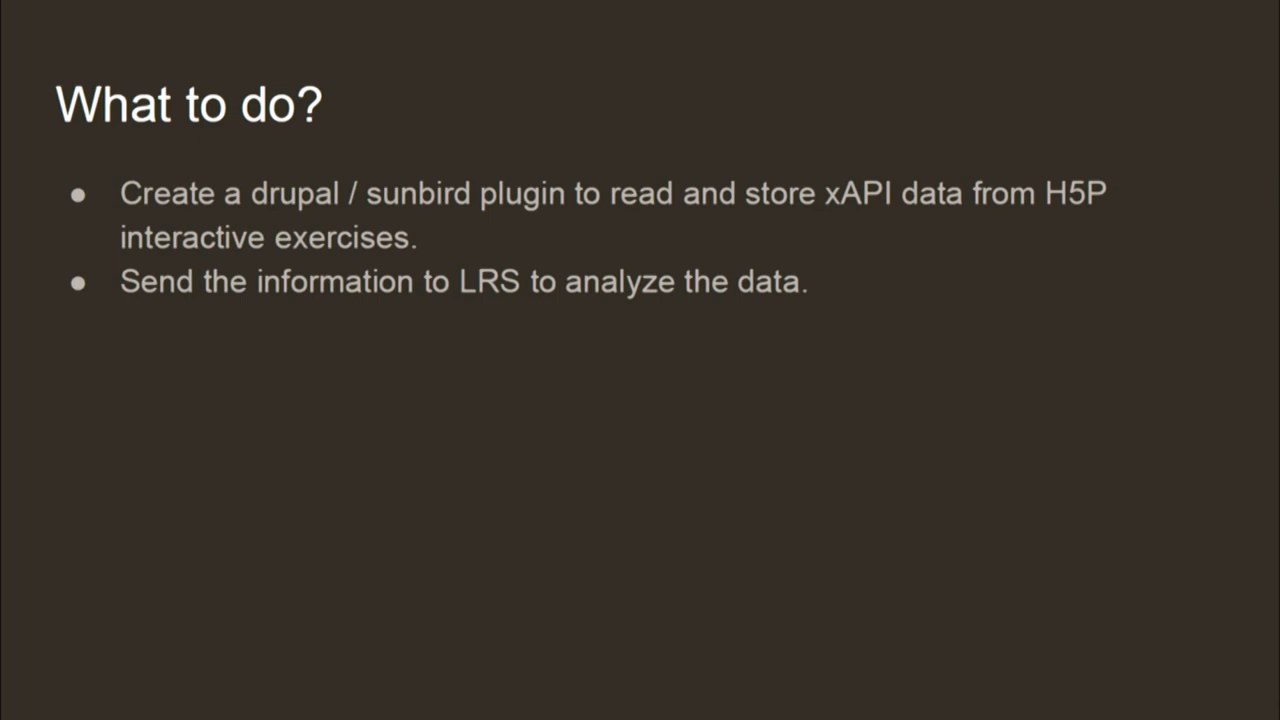 What to do?
● Create a drupal / sunbird plugin to read and store xAPI data from H5P
interactive exercises.
● Send the information to LRS to analyze the data.